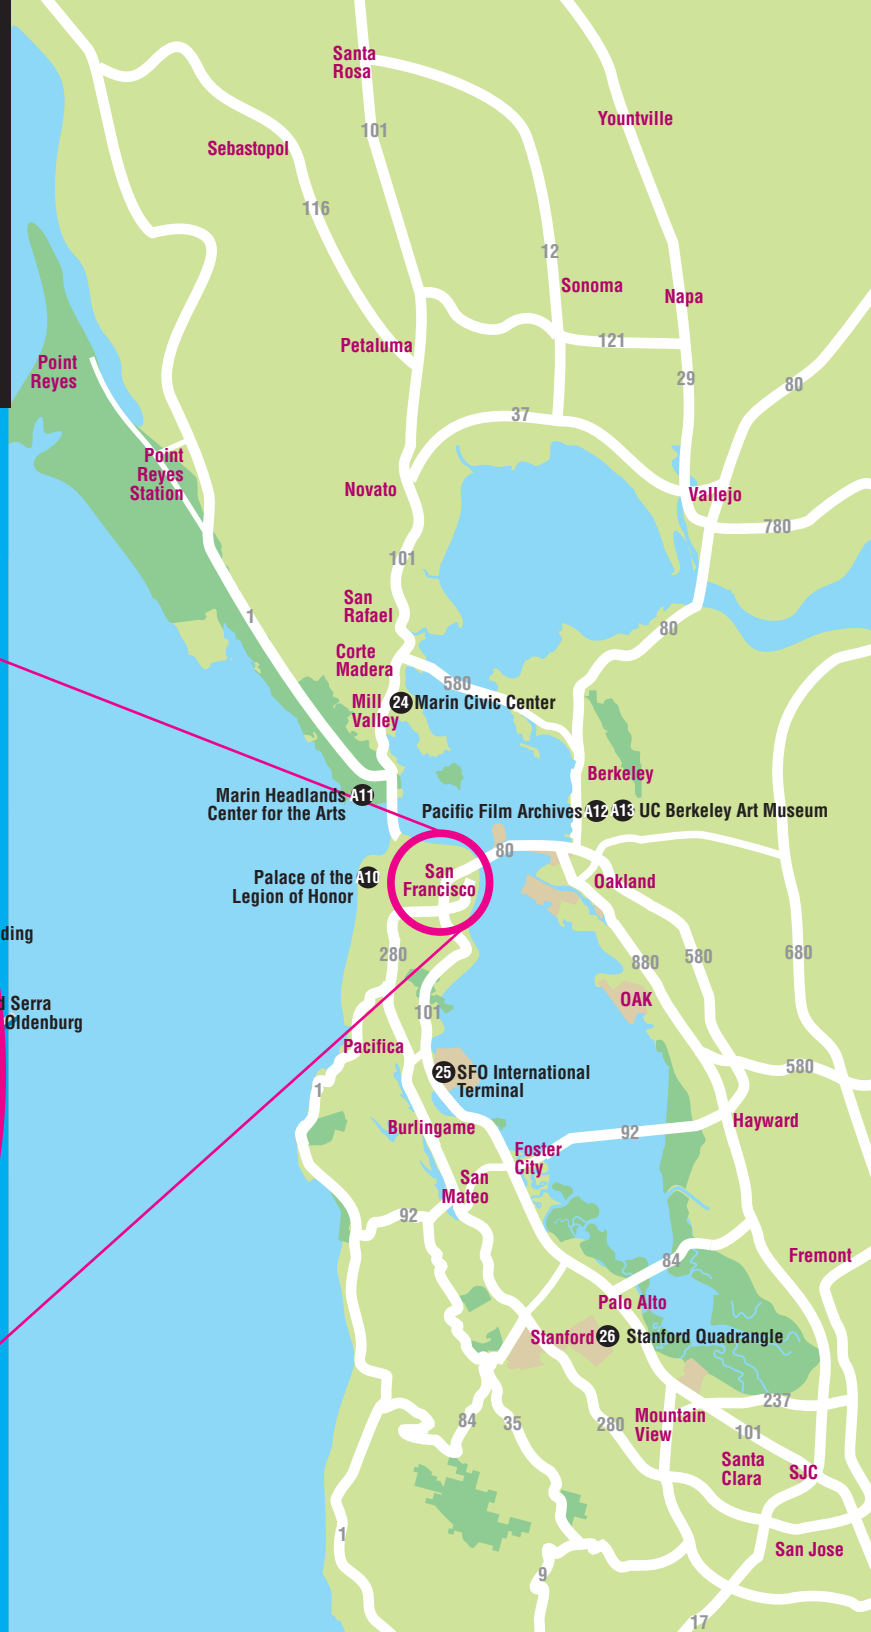 Santa
Rosa
101
Yountville
Sebastopol
116
12
Sonoma
Napa
121
Petaluma
Point
Reyes
29
80
37
Point
Reyes
Station
Novato
Vallejo
780
101
San
Rafael
1
80
Corte
Madera
580
Mill
Valley
24 Marin Civic Center
Berkeley
Marin Headlands A11
Center for the Arts
Pacific Film Archives A12 A13 UC Berkeley Art Museum
80
Palace of the A10
Legion of Honor
San
Francisco
Oakland
ding
280
880
580
680
OAK
d Serra
Oldenburg
101
Pacifica
25 SFO International
Terminal
580
1
Burlingame
92
Hayward
Foster
City
San
Mateo
92
84
Fremont
Palo Alto
Stanford 26 Stanford Quadrangle
237
84
35
280
Mountain
View
101
Santa
Clara
SJC
1
San Jose
9
17